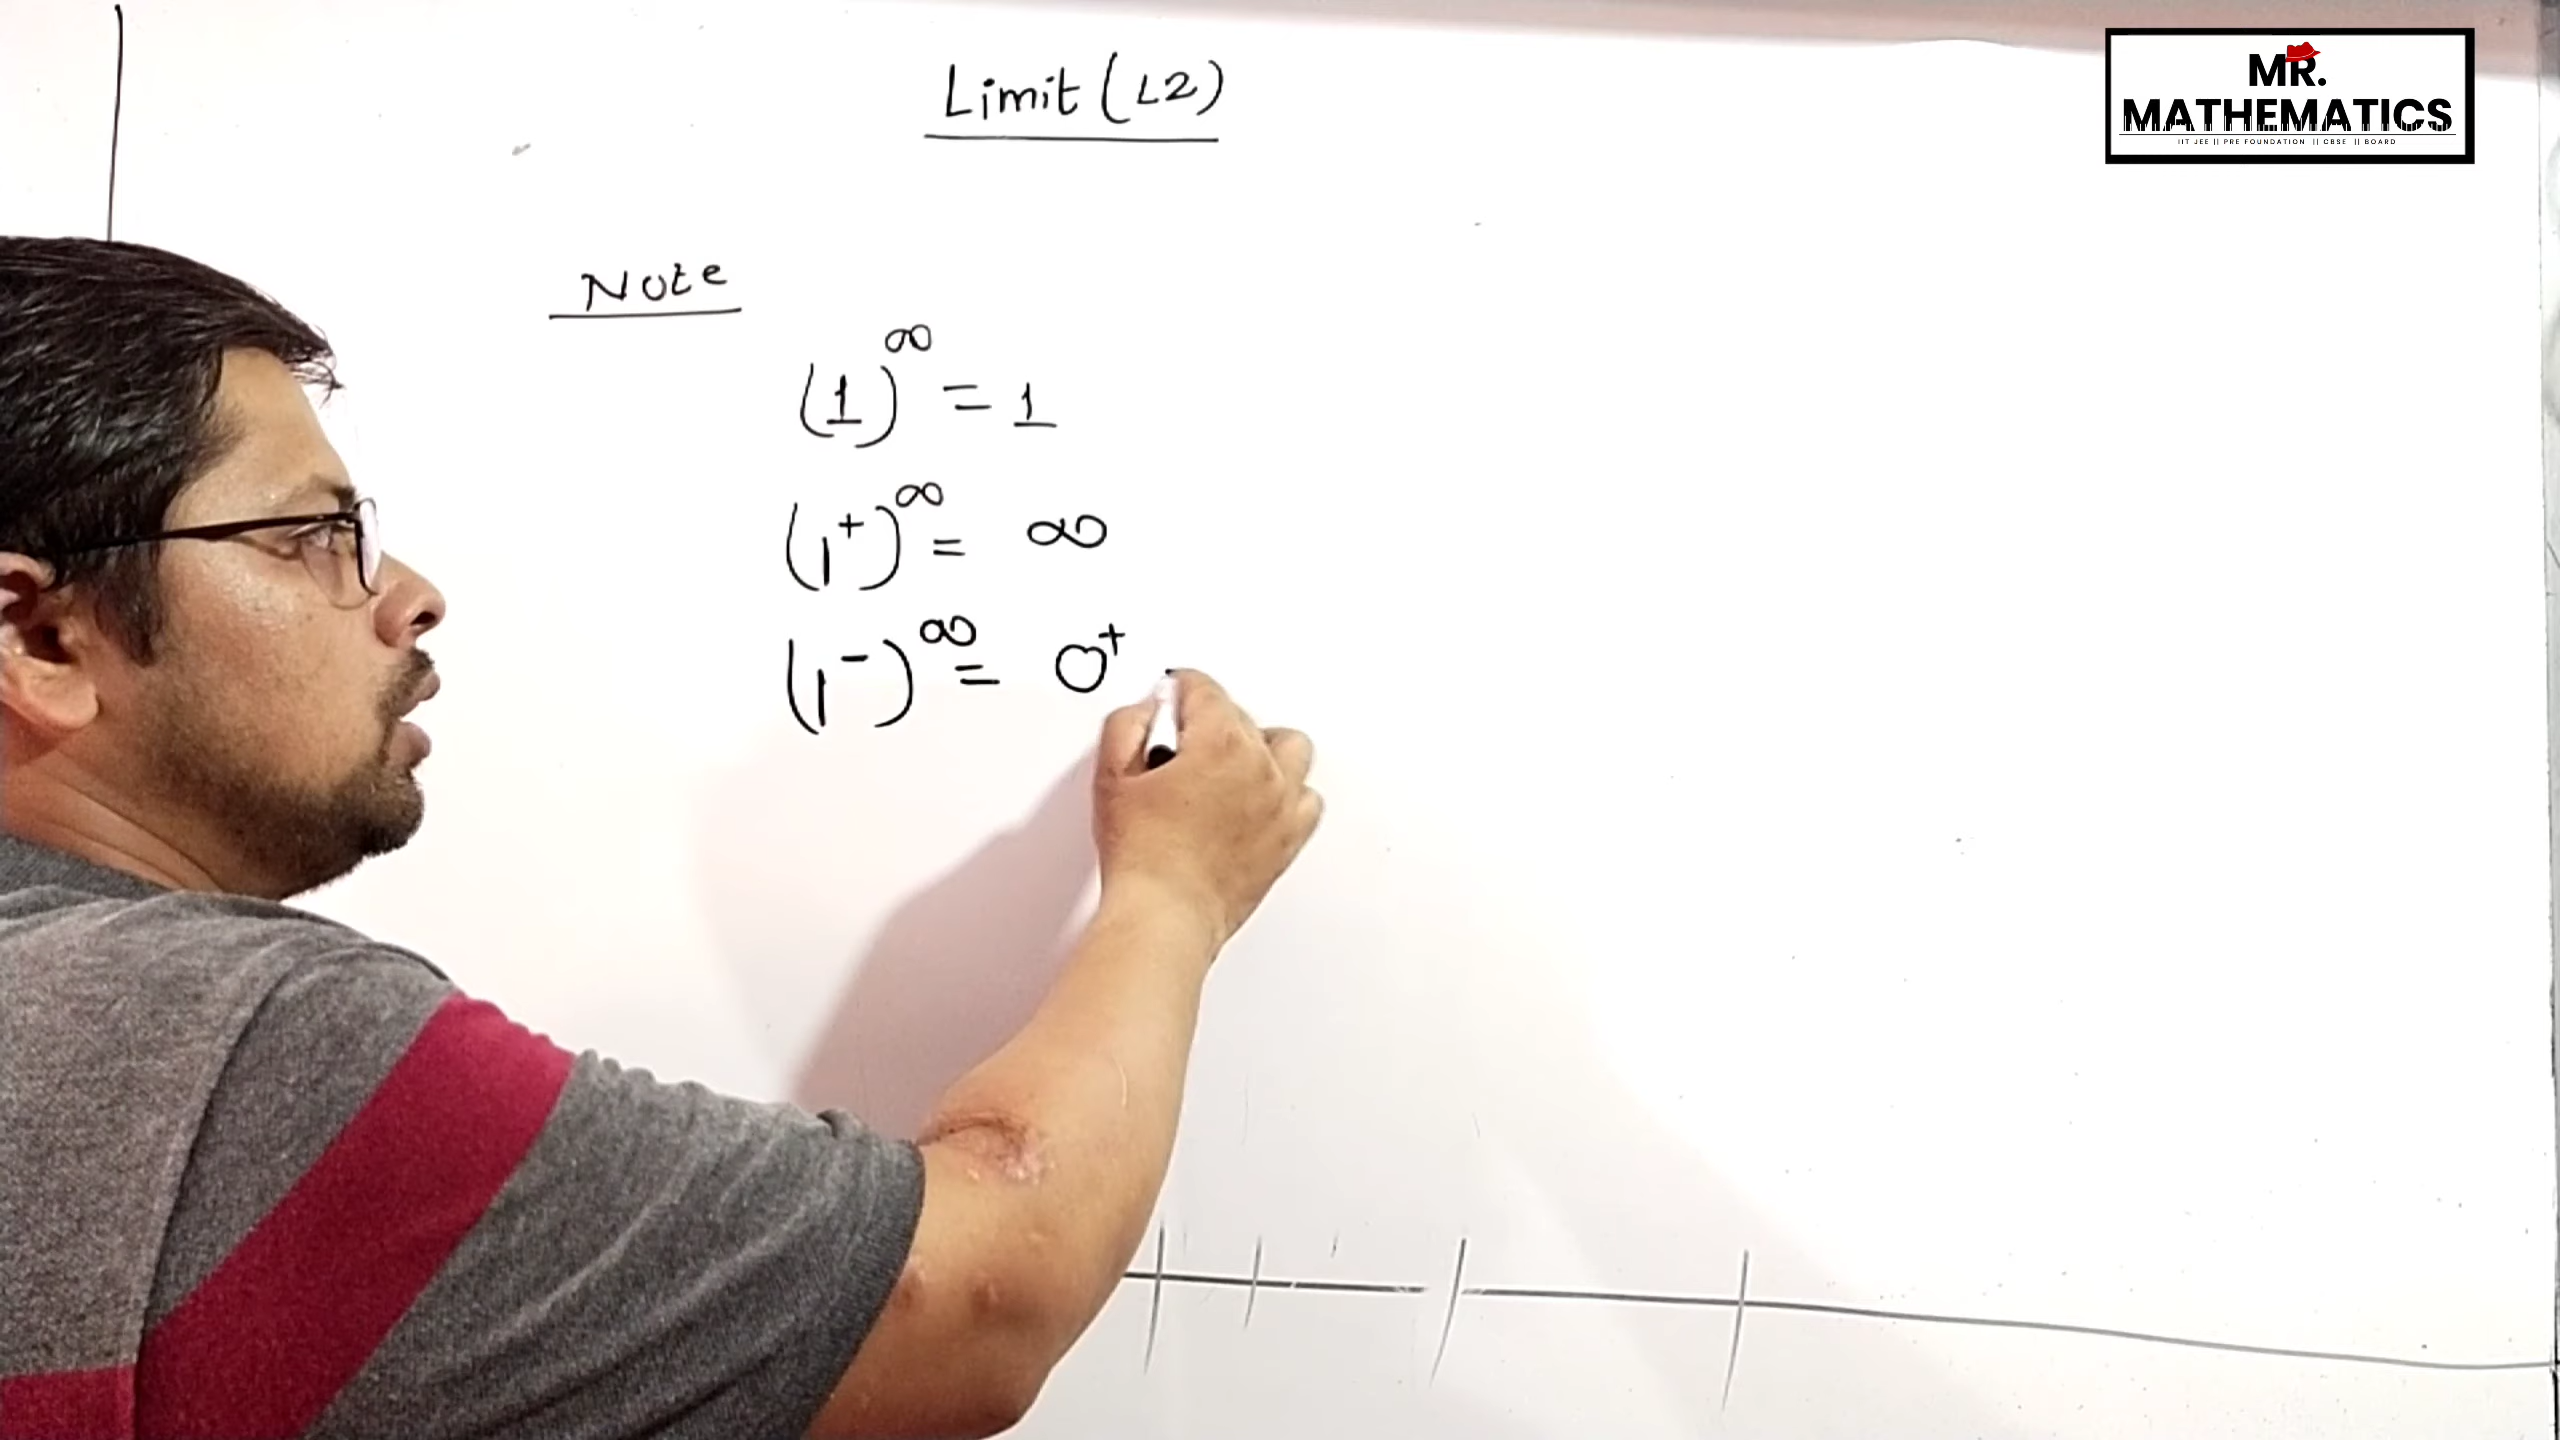 Limit (L2)
MR.
MATHEMATICS
IIT JEE || PRE FOUNDATION || CBSE || BOARD
Note
(1)^∞ = 1
(1⁺)^∞ = ∞
(1⁻)^∞ = 0⁺